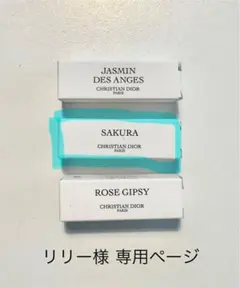 JASMIN
DES ANGES
CHRISTIAN DIOR
PARIS
SAKURA
CHRISTIAN DIOR
PARIS
ROSE GIPSY
CHRISTIAN DIOR
PARIS
リリー様 専用ページ